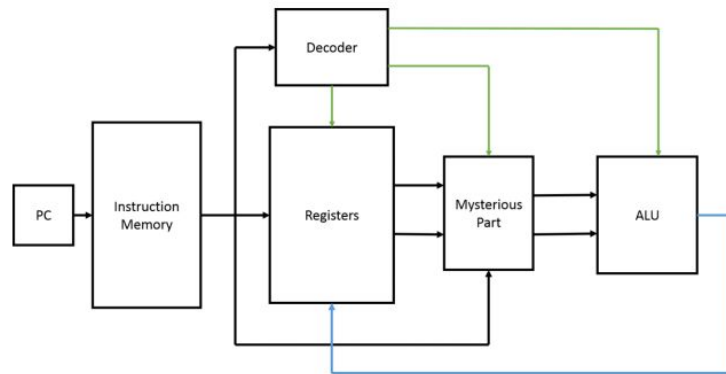 Decoder
PC
Instruction
Memory
Registers
Mysterious
Part
ALU